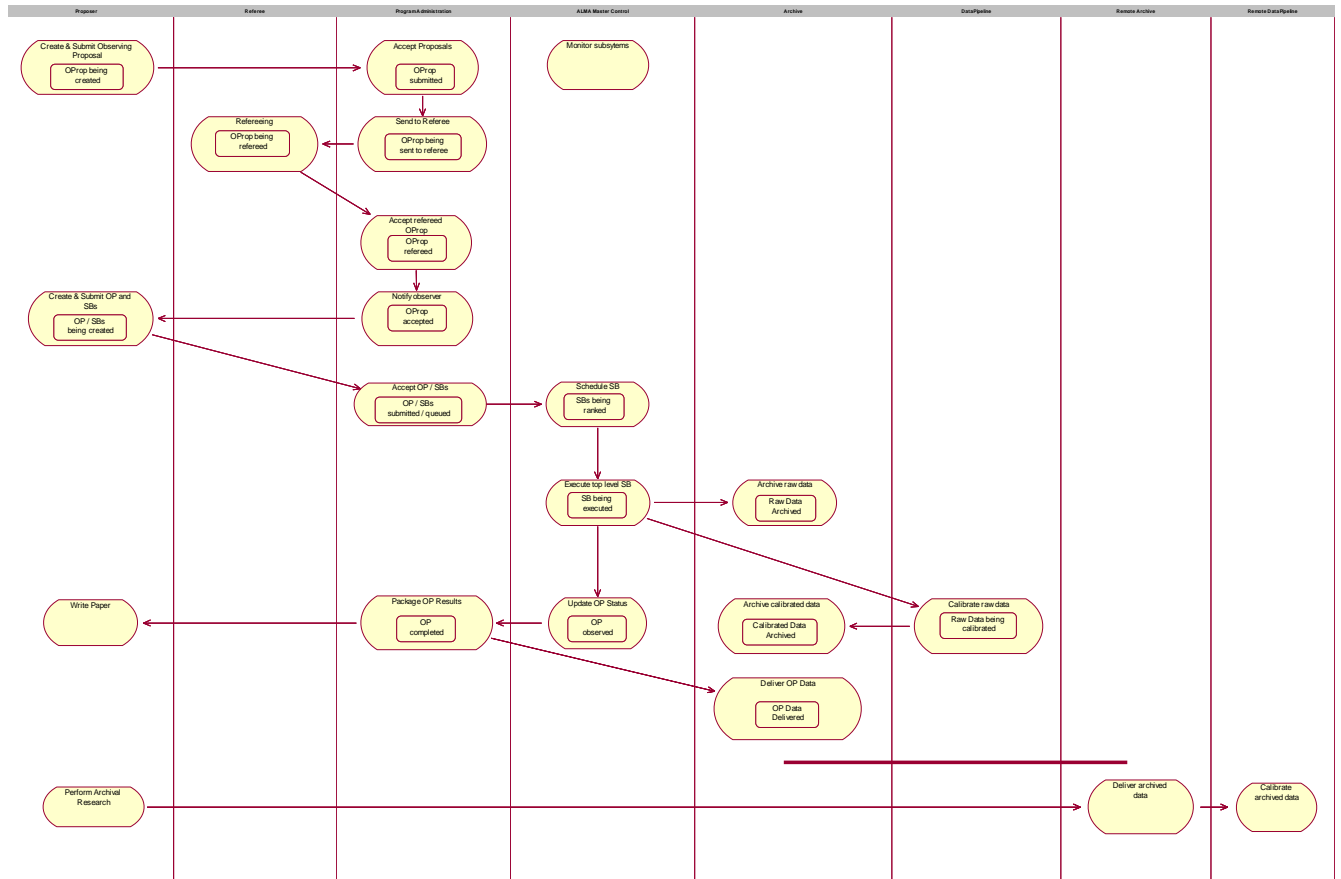 Proposer
Referee
Program Administration
ALMA Master Control
Archive
DataPipeline
Remote Archive
Remote DataPipeline
Create & Submit Observing
Proposal
OProp being
created
Accept Proposals
OProp
submitted
Monitor subsytems
Refereeing
OProp being
refereed
Send to Referee
OProp being
sent to referee
Accept refereed
OProp
OProp
refereed
Create & Submit OP and
SBs
OP / SBs
being created
Notify observer
OProp
accepted
Accept OP / SBs
OP / SBs
submitted / queued
Schedule SB
SBs being
ranked
Execute top level SB
SB being
executed
Archive raw data
Raw Data
Archived
Write Paper
Package OP Results
OP
completed
Update OP Status
OP
observed
Archive calibrated data
Calibrated Data
Archived
Calibrate raw data
Raw Data being
calibrated
Deliver OP Data
OP Data
Delivered
Perform Archival
Research
Deliver archived
data
Calibrate
archived data